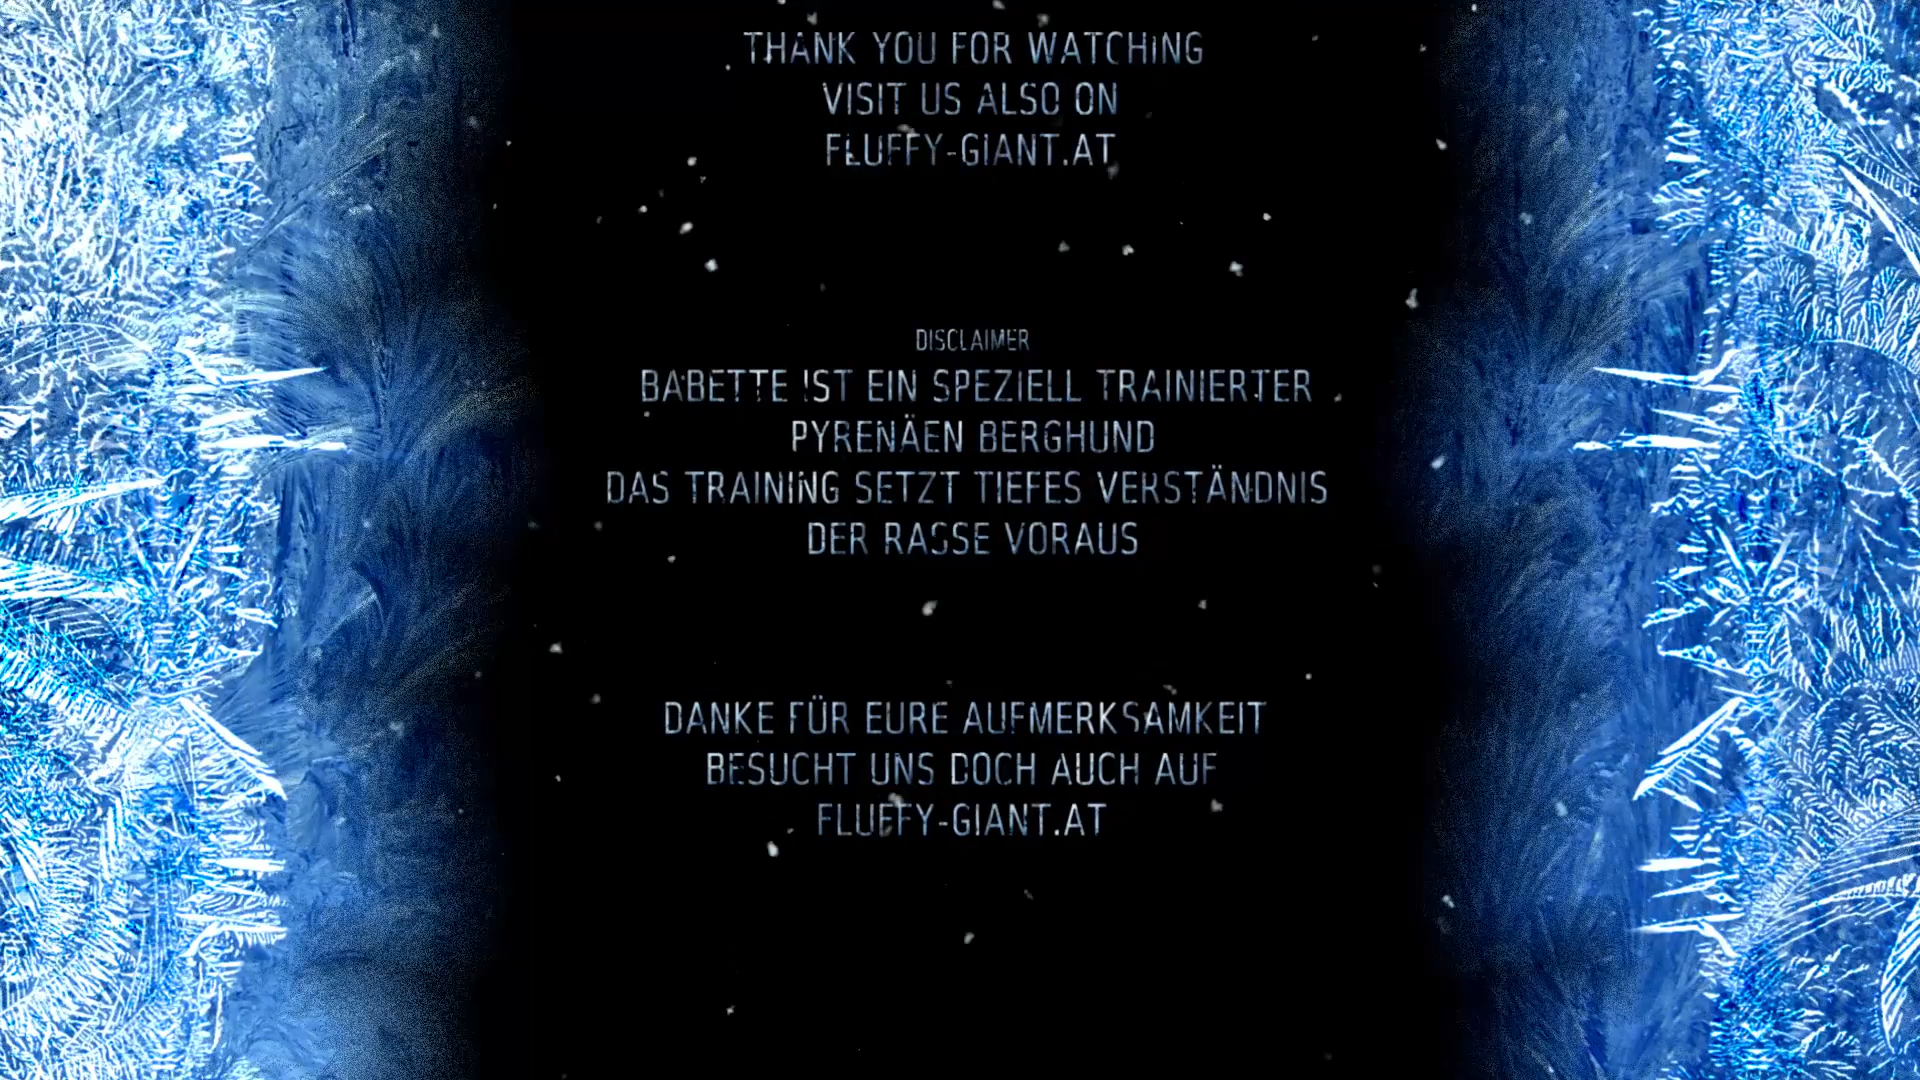 THANK YOU FOR WATCHING
VISIT US ALSO ON
FLUFFY-GIANT.AT
DISCLAIMER
BABETTE IST EIN SPEZIELL TRAINIERTER
PYRENÄEN BERGHUND
DAS TRAINING SETZT TIEFES VERSTÄNDNIS
DER RASSE VORAUS
DANKE FÜR EURE AUFMERKSAMKEIT
BESUCHT UNS DOCH AUCH AUF
FLUFFY-GIANT.AT